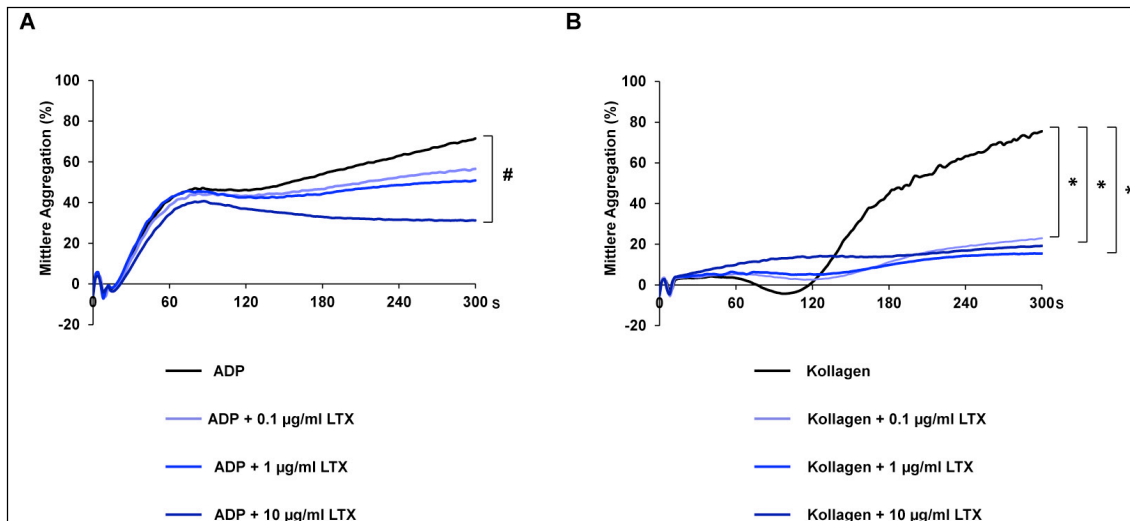 A
Mittlere Aggregation (%)
100
80
60
40
20
0
-20
0 60 120 180 240 300 s
#
ADP
ADP + 0.1 µg/ml LTX
ADP + 1 µg/ml LTX
ADP + 10 µg/ml LTX
B
Mittlere Aggregation (%)
100
80
60
40
20
0
-20
0 60 120 180 240 300s
* * *
Kollagen
Kollagen + 0.1 µg/ml LTX
Kollagen + 1 µg/ml LTX
Kollagen + 10 µg/ml LTX